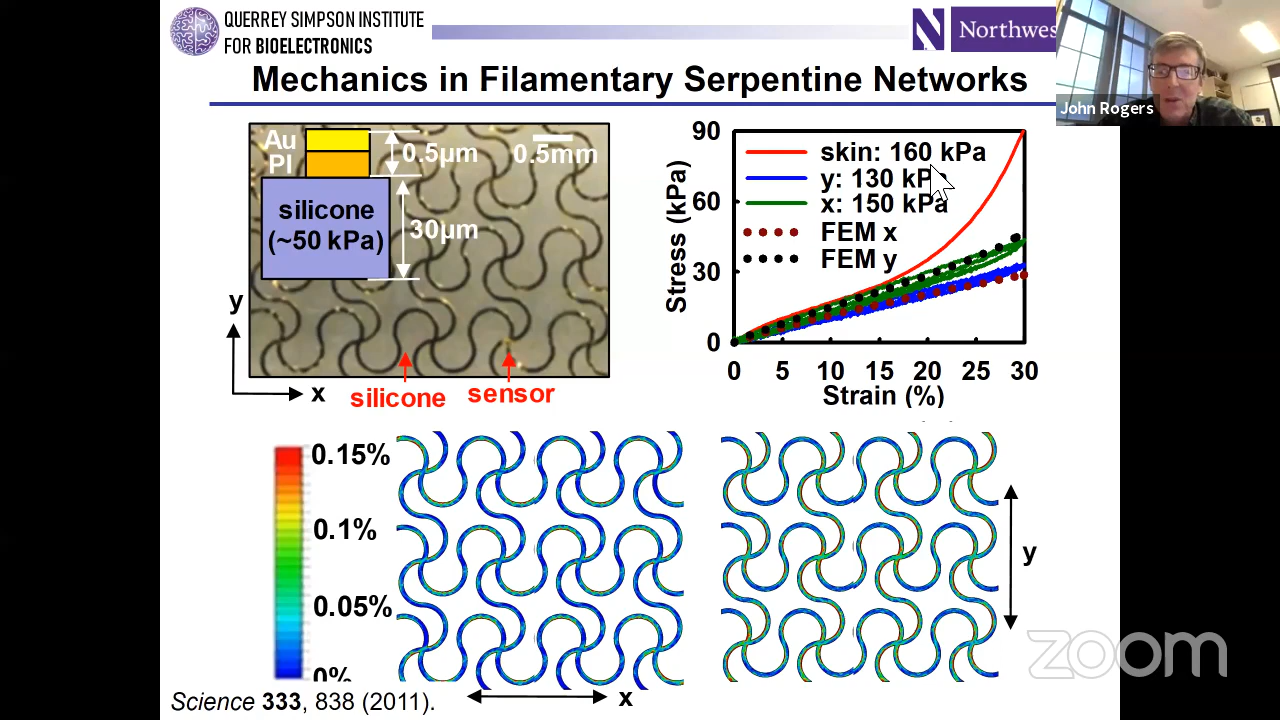 QUERREY SIMPSON INSTITUTE
FOR BIOELECTRONICS
N Northwes
Mechanics in Filamentary Serpentine Networks
John Rogers
Au
PI
0.5µm
0.5mm
silicone
(~50 kPa)
30µm
y
x
silicone
sensor
90
60
30
0
Stress (kPa)
skin: 160 kPa
y: 130 kPa
x: 150 kPa
FEM x
FEM y
0 5 10 15 20 25 30
Strain (%)
0.15%
0.1%
0.05%
0%
x
y
Science 333, 838 (2011).
zoom